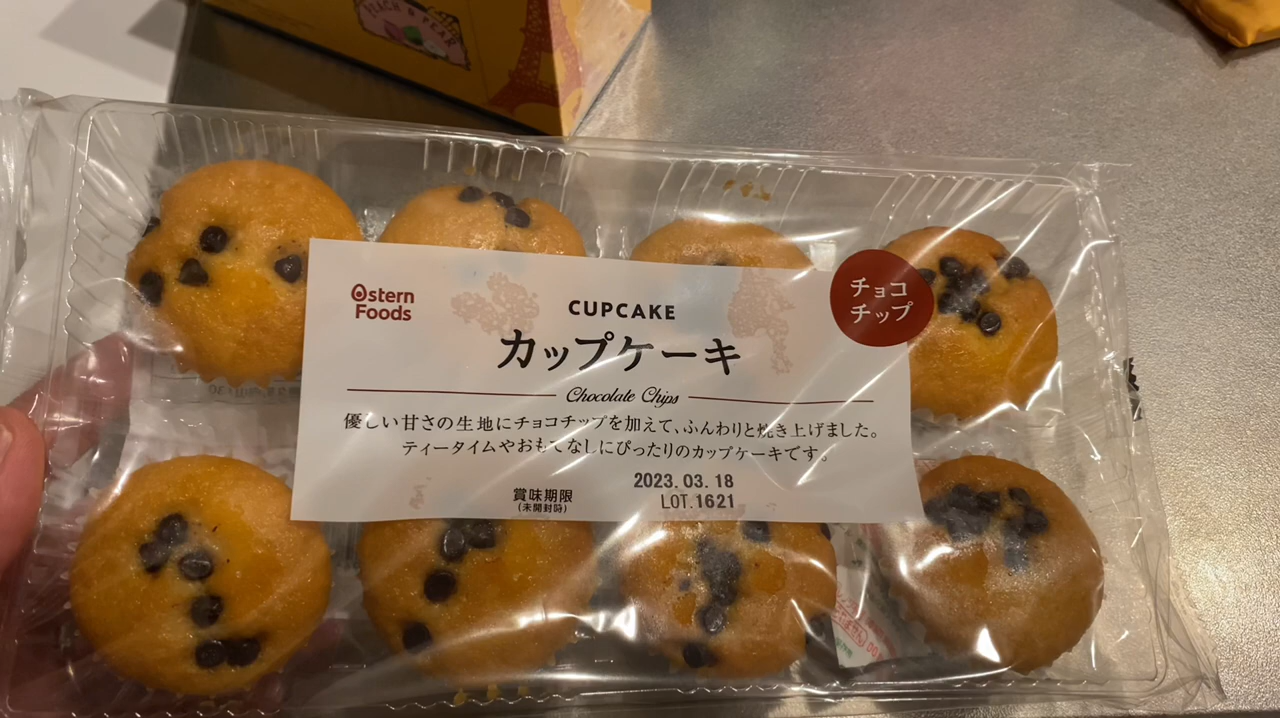 PEACH & PEAR
Ostern
Foods
CUPCAKE
カップケーキ
Chocolate Chips
チョコ
チップ
優しい甘さの生地にチョコチップを加えて、ふんわりと焼き上げました。
ティータイムやおもてなしにぴったりのカップケーキです。
賞味期限
(未開封時)
2023.03.18
LOT.1621